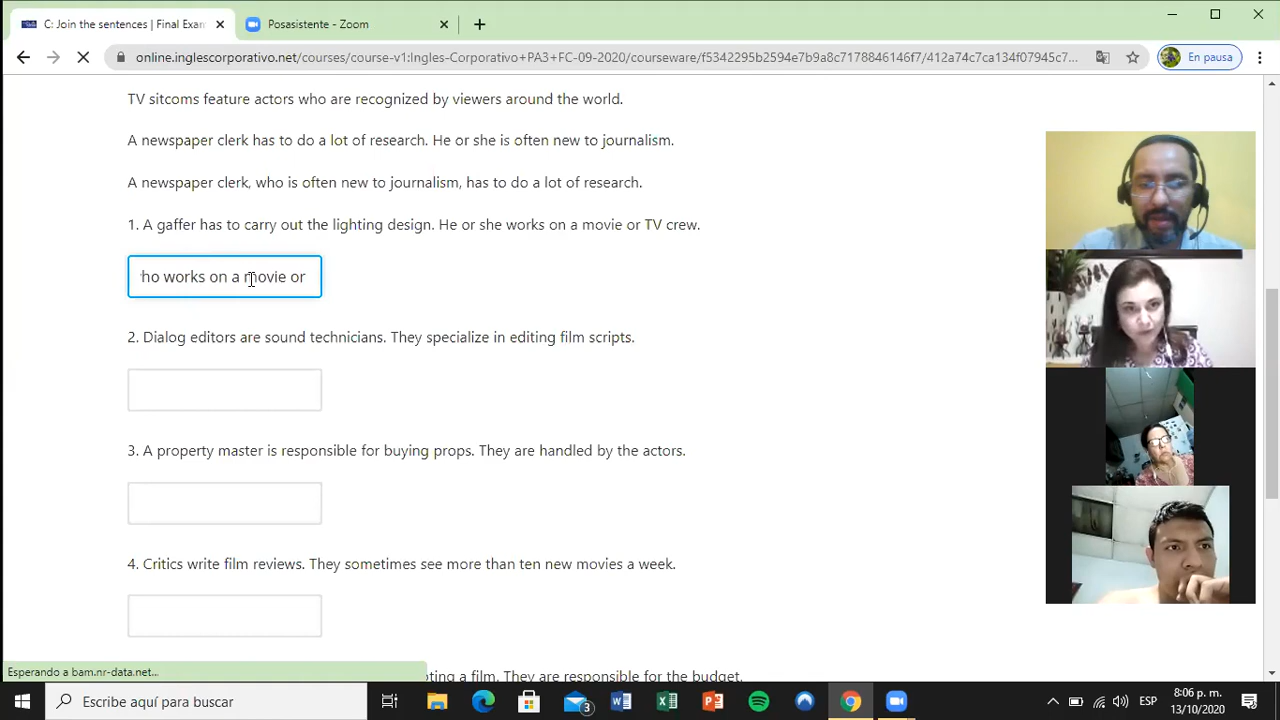 C: Join the sentences | Final Exam
Posasistente - Zoom
online.inglescorporativo.net/courses/course-v1:Ingles-Corporativo+PA3+FC-09-2020/courseware/f5342295b2594e7b9a8c7178846146f7/412a74c7ca134f07945c7...
En pausa
TV sitcoms feature actors who are recognized by viewers around the world.
A newspaper clerk has to do a lot of research. He or she is often new to journalism.
A newspaper clerk, who is often new to journalism, has to do a lot of research.
1. A gaffer has to carry out the lighting design. He or she works on a movie or TV crew.
ho works on a movie or
2. Dialog editors are sound technicians. They specialize in editing film scripts.
3. A property master is responsible for buying props. They are handled by the actors.
4. Critics write film reviews. They sometimes see more than ten new movies a week.
Esperando a bam.nr-data.net...
ting a film. They are responsible for the budget.
Escribe aquí para buscar
3
ESP
8:06 p. m.
13/10/2020